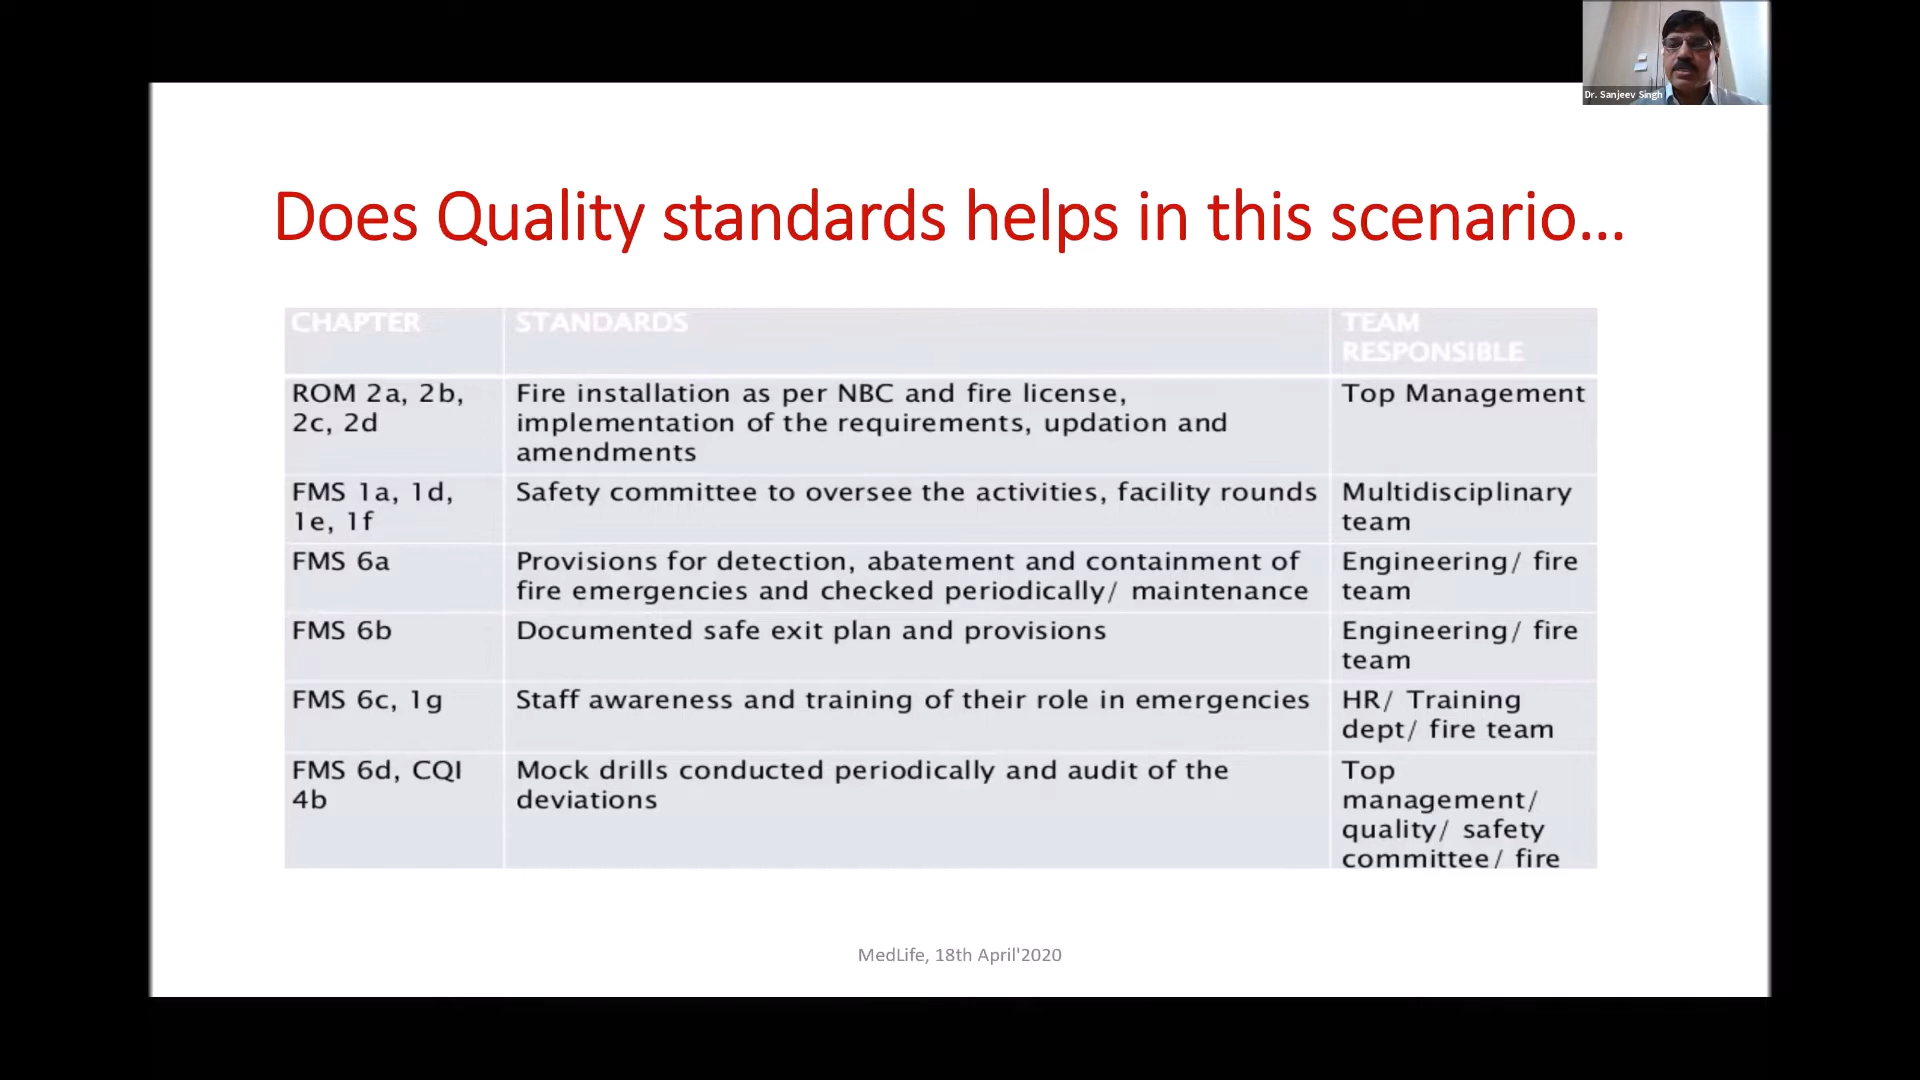 Dr. Sanjeev Singh
Does Quality standards helps in this scenario...
CHAPTER
STANDARDS
TEAM
RESPONSIBLE
ROM 2a, 2b,
2c, 2d
Fire installation as per NBC and fire license,
implementation of the requirements, updation and
amendments
Top Management
FMS 1a, 1d,
1e, 1f
Safety committee to oversee the activities, facility rounds
Multidisciplinary
team
FMS 6a
Provisions for detection, abatement and containment of
fire emergencies and checked periodically/ maintenance
Engineering/ fire
team
FMS 6b
Documented safe exit plan and provisions
Engineering/ fire
team
FMS 6c, 1g
Staff awareness and training of their role in emergencies
HR/ Training
dept/ fire team
FMS 6d, CQI
4b
Mock drills conducted periodically and audit of the
deviations
Top
management/
quality/ safety
committee/ fire
MedLife, 18th April'2020